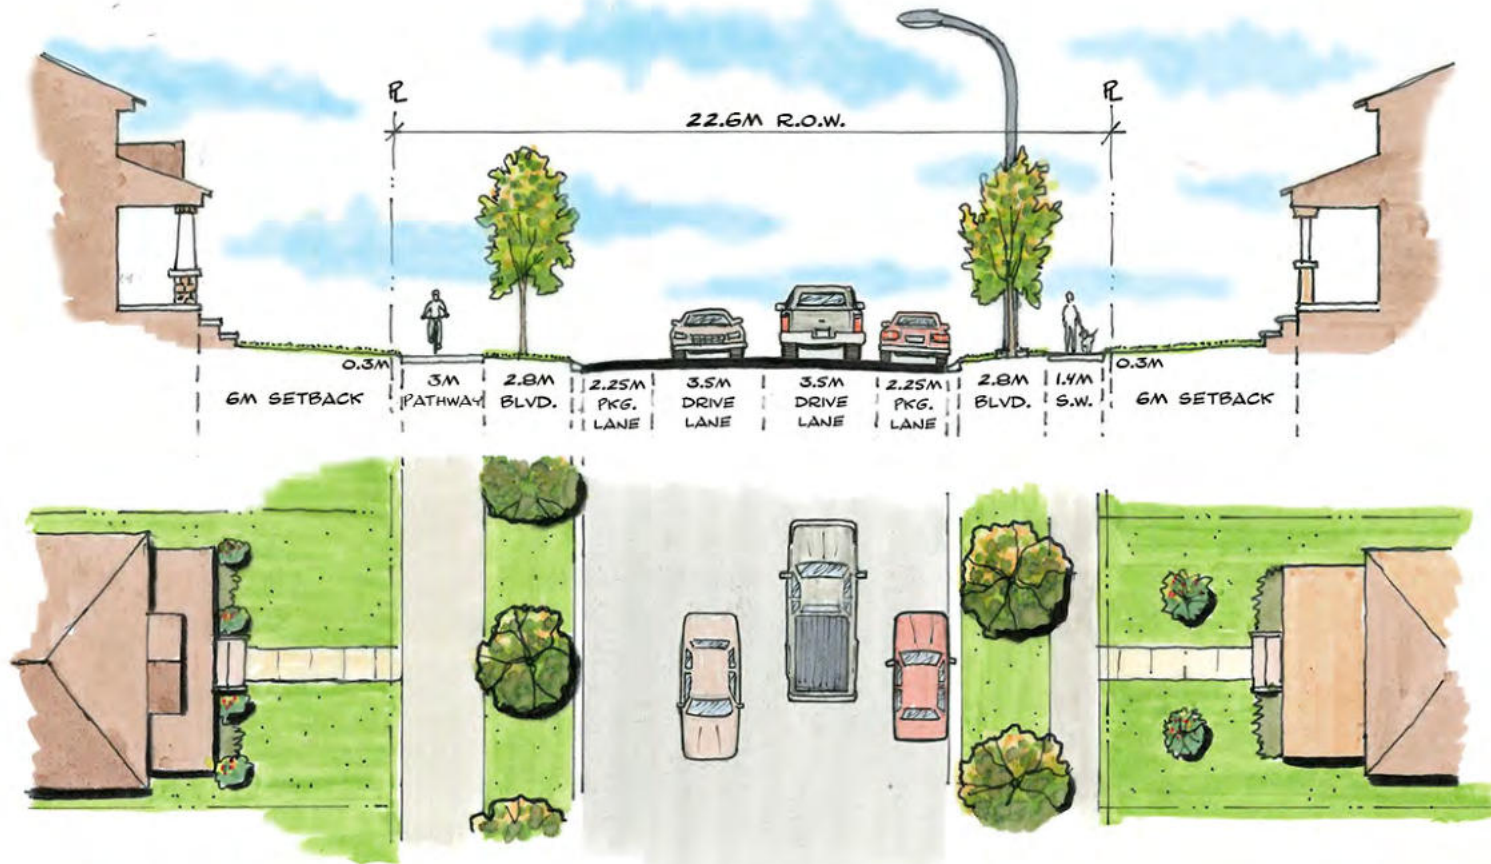 PL
PL
22.6M R.O.W.
0.3M
6M SETBACK
3M
PATHWAY
2.8M
BLVD.
2.25M
PKG.
LANE
3.5M
DRIVE
LANE
3.5M
DRIVE
LANE
2.25M
PKG.
LANE
2.8M
BLVD.
1.4M
S.W.
0.3M
6M SETBACK